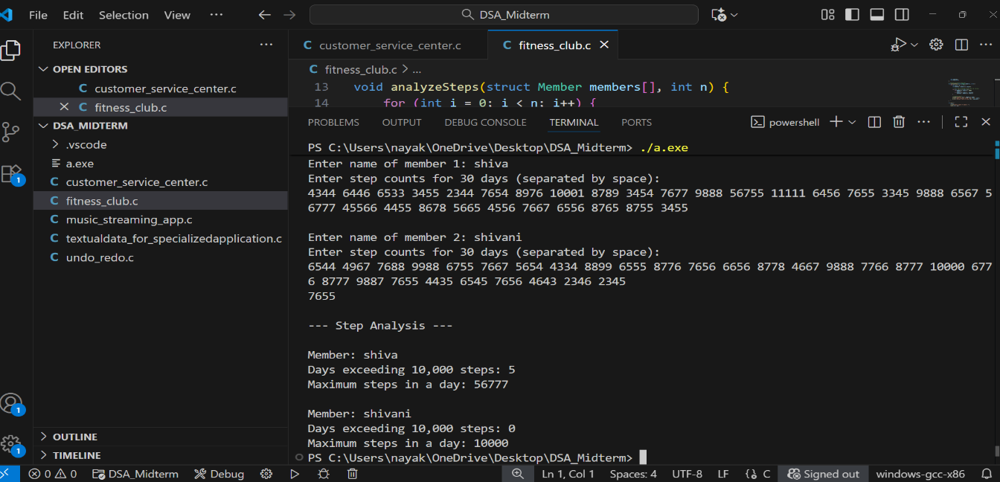 File Edit Selection View ··· DSA_Midterm
EXPLORER ···
OPEN EDITORS
customer_service_center.c
fitness_club.c
DSA_MIDTERM
.vscode
a.exe
customer_service_center.c
fitness_club.c
music_streaming_app.c
textualdata_for_specializedapplication.c
undo_redo.c
OUTLINE
TIMELINE
1
1
1
customer_service_center.c fitness_club.c
fitness_club.c > ...
13 void analyzeSteps(struct Member members[], int n) {
14 for (int i = 0; i < n; i++) {
PROBLEMS OUTPUT DEBUG CONSOLE TERMINAL PORTS powershell
PS C:\Users\nayak\OneDrive\Desktop\DSA_Midterm> ./a.exe
Enter name of member 1: shiva
Enter step counts for 30 days (separated by space):
4344 6446 6533 3455 2344 7654 8976 10001 8789 3454 7677 9888 56755 11111 6456 7655 3345 9888 6567 5
6777 45566 4455 8678 5665 4556 7667 6556 8765 8755 3455
Enter name of member 2: shivani
Enter step counts for 30 days (separated by space):
6544 4967 7688 9988 6755 7667 5654 4334 8899 6555 8776 7656 6656 8778 4667 9888 7766 8777 10000 677
6 8777 9887 7655 4435 6545 7656 4643 2346 2345
7655
--- Step Analysis ---
Member: shiva
Days exceeding 10,000 steps: 5
Maximum steps in a day: 56777
Member: shivani
Days exceeding 10,000 steps: 0
Maximum steps in a day: 10000
PS C:\Users\nayak\OneDrive\Desktop\DSA_Midterm>
0 0 DSA_Midterm Debug Ln 1, Col 1 Spaces: 4 UTF-8 LF C Signed out windows-gcc-x86